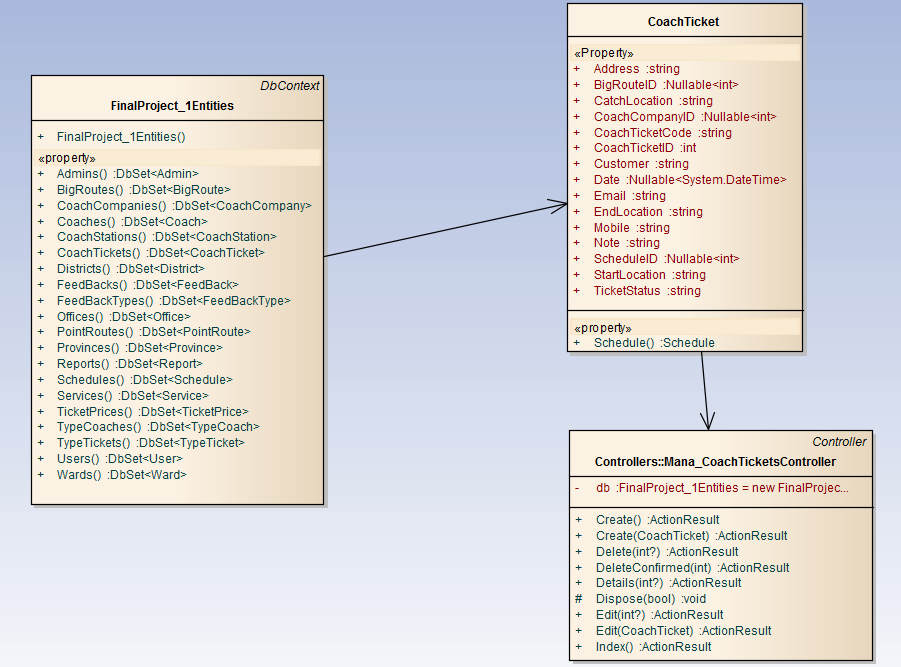 DbContext
FinalProject_1Entities
+ FinalProject_1Entities()
«property»
+ Admins() :DbSet<Admin>
+ BigRoutes() :DbSet<BigRoute>
+ CoachCompanies() :DbSet<CoachCompany>
+ Coaches() :DbSet<Coach>
+ CoachStations() :DbSet<CoachStation>
+ CoachTickets() :DbSet<CoachTicket>
+ Districts() :DbSet<District>
+ FeedBacks() :DbSet<FeedBack>
+ FeedBackTypes() :DbSet<FeedBackType>
+ Offices() :DbSet<Office>
+ PointRoutes() :DbSet<PointRoute>
+ Provinces() :DbSet<Province>
+ Reports() :DbSet<Report>
+ Schedules() :DbSet<Schedule>
+ Services() :DbSet<Service>
+ TicketPrices() :DbSet<TicketPrice>
+ TypeCoaches() :DbSet<TypeCoach>
+ TypeTickets() :DbSet<TypeTicket>
+ Users() :DbSet<User>
+ Wards() :DbSet<Ward>
CoachTicket
«Property»
+ Address :string
+ BigRouteID :Nullable<int>
+ CatchLocation :string
+ CoachCompanyID :Nullable<int>
+ CoachTicketCode :string
+ CoachTicketID :int
+ Customer :string
+ Date :Nullable<System.DateTime>
+ Email :string
+ EndLocation :string
+ Mobile :string
+ Note :string
+ ScheduleID :Nullable<int>
+ StartLocation :string
+ TicketStatus :string
«property»
+ Schedule() :Schedule
Controller
Controllers::Mana_CoachTicketsController
- db :FinalProject_1Entities = new FinalProjec...
+ Create() :ActionResult
+ Create(CoachTicket) :ActionResult
+ Delete(int?) :ActionResult
+ DeleteConfirmed(int) :ActionResult
+ Details(int?) :ActionResult
# Dispose(bool) :void
+ Edit(int?) :ActionResult
+ Edit(CoachTicket) :ActionResult
+ Index() :ActionResult